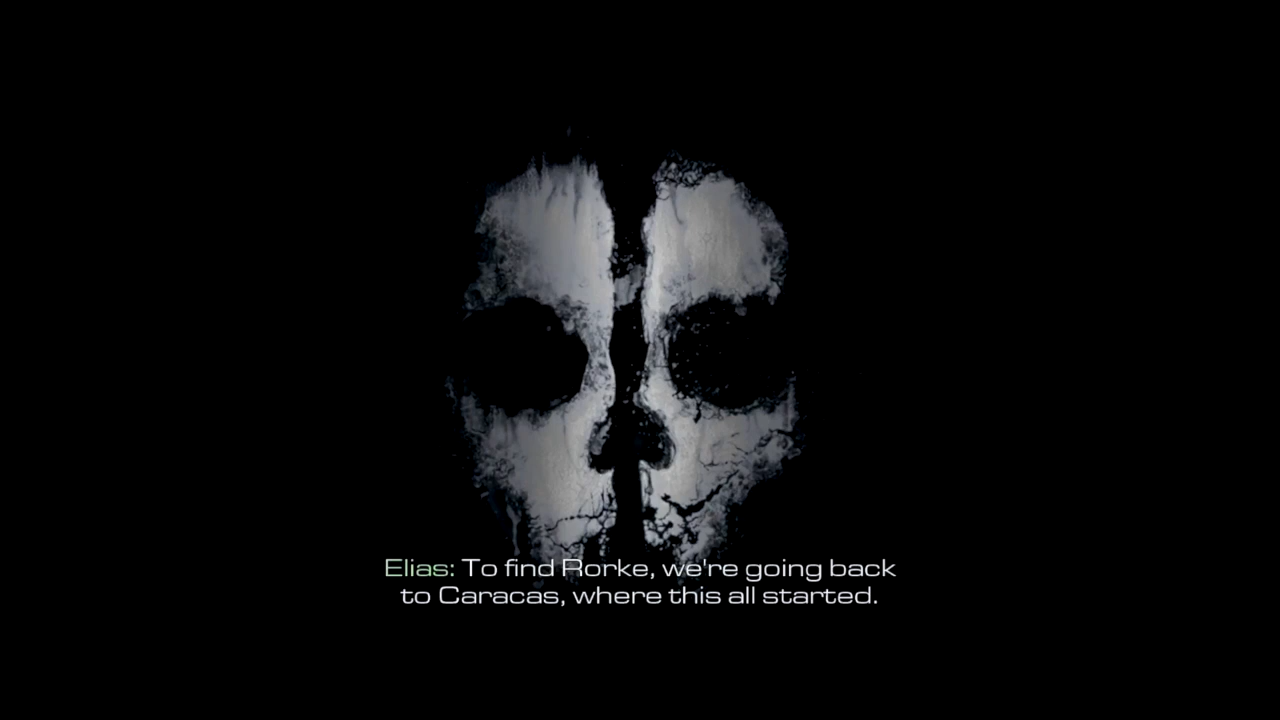 Elias: To find Rorke, we're going back
to Caracas, where this all started.